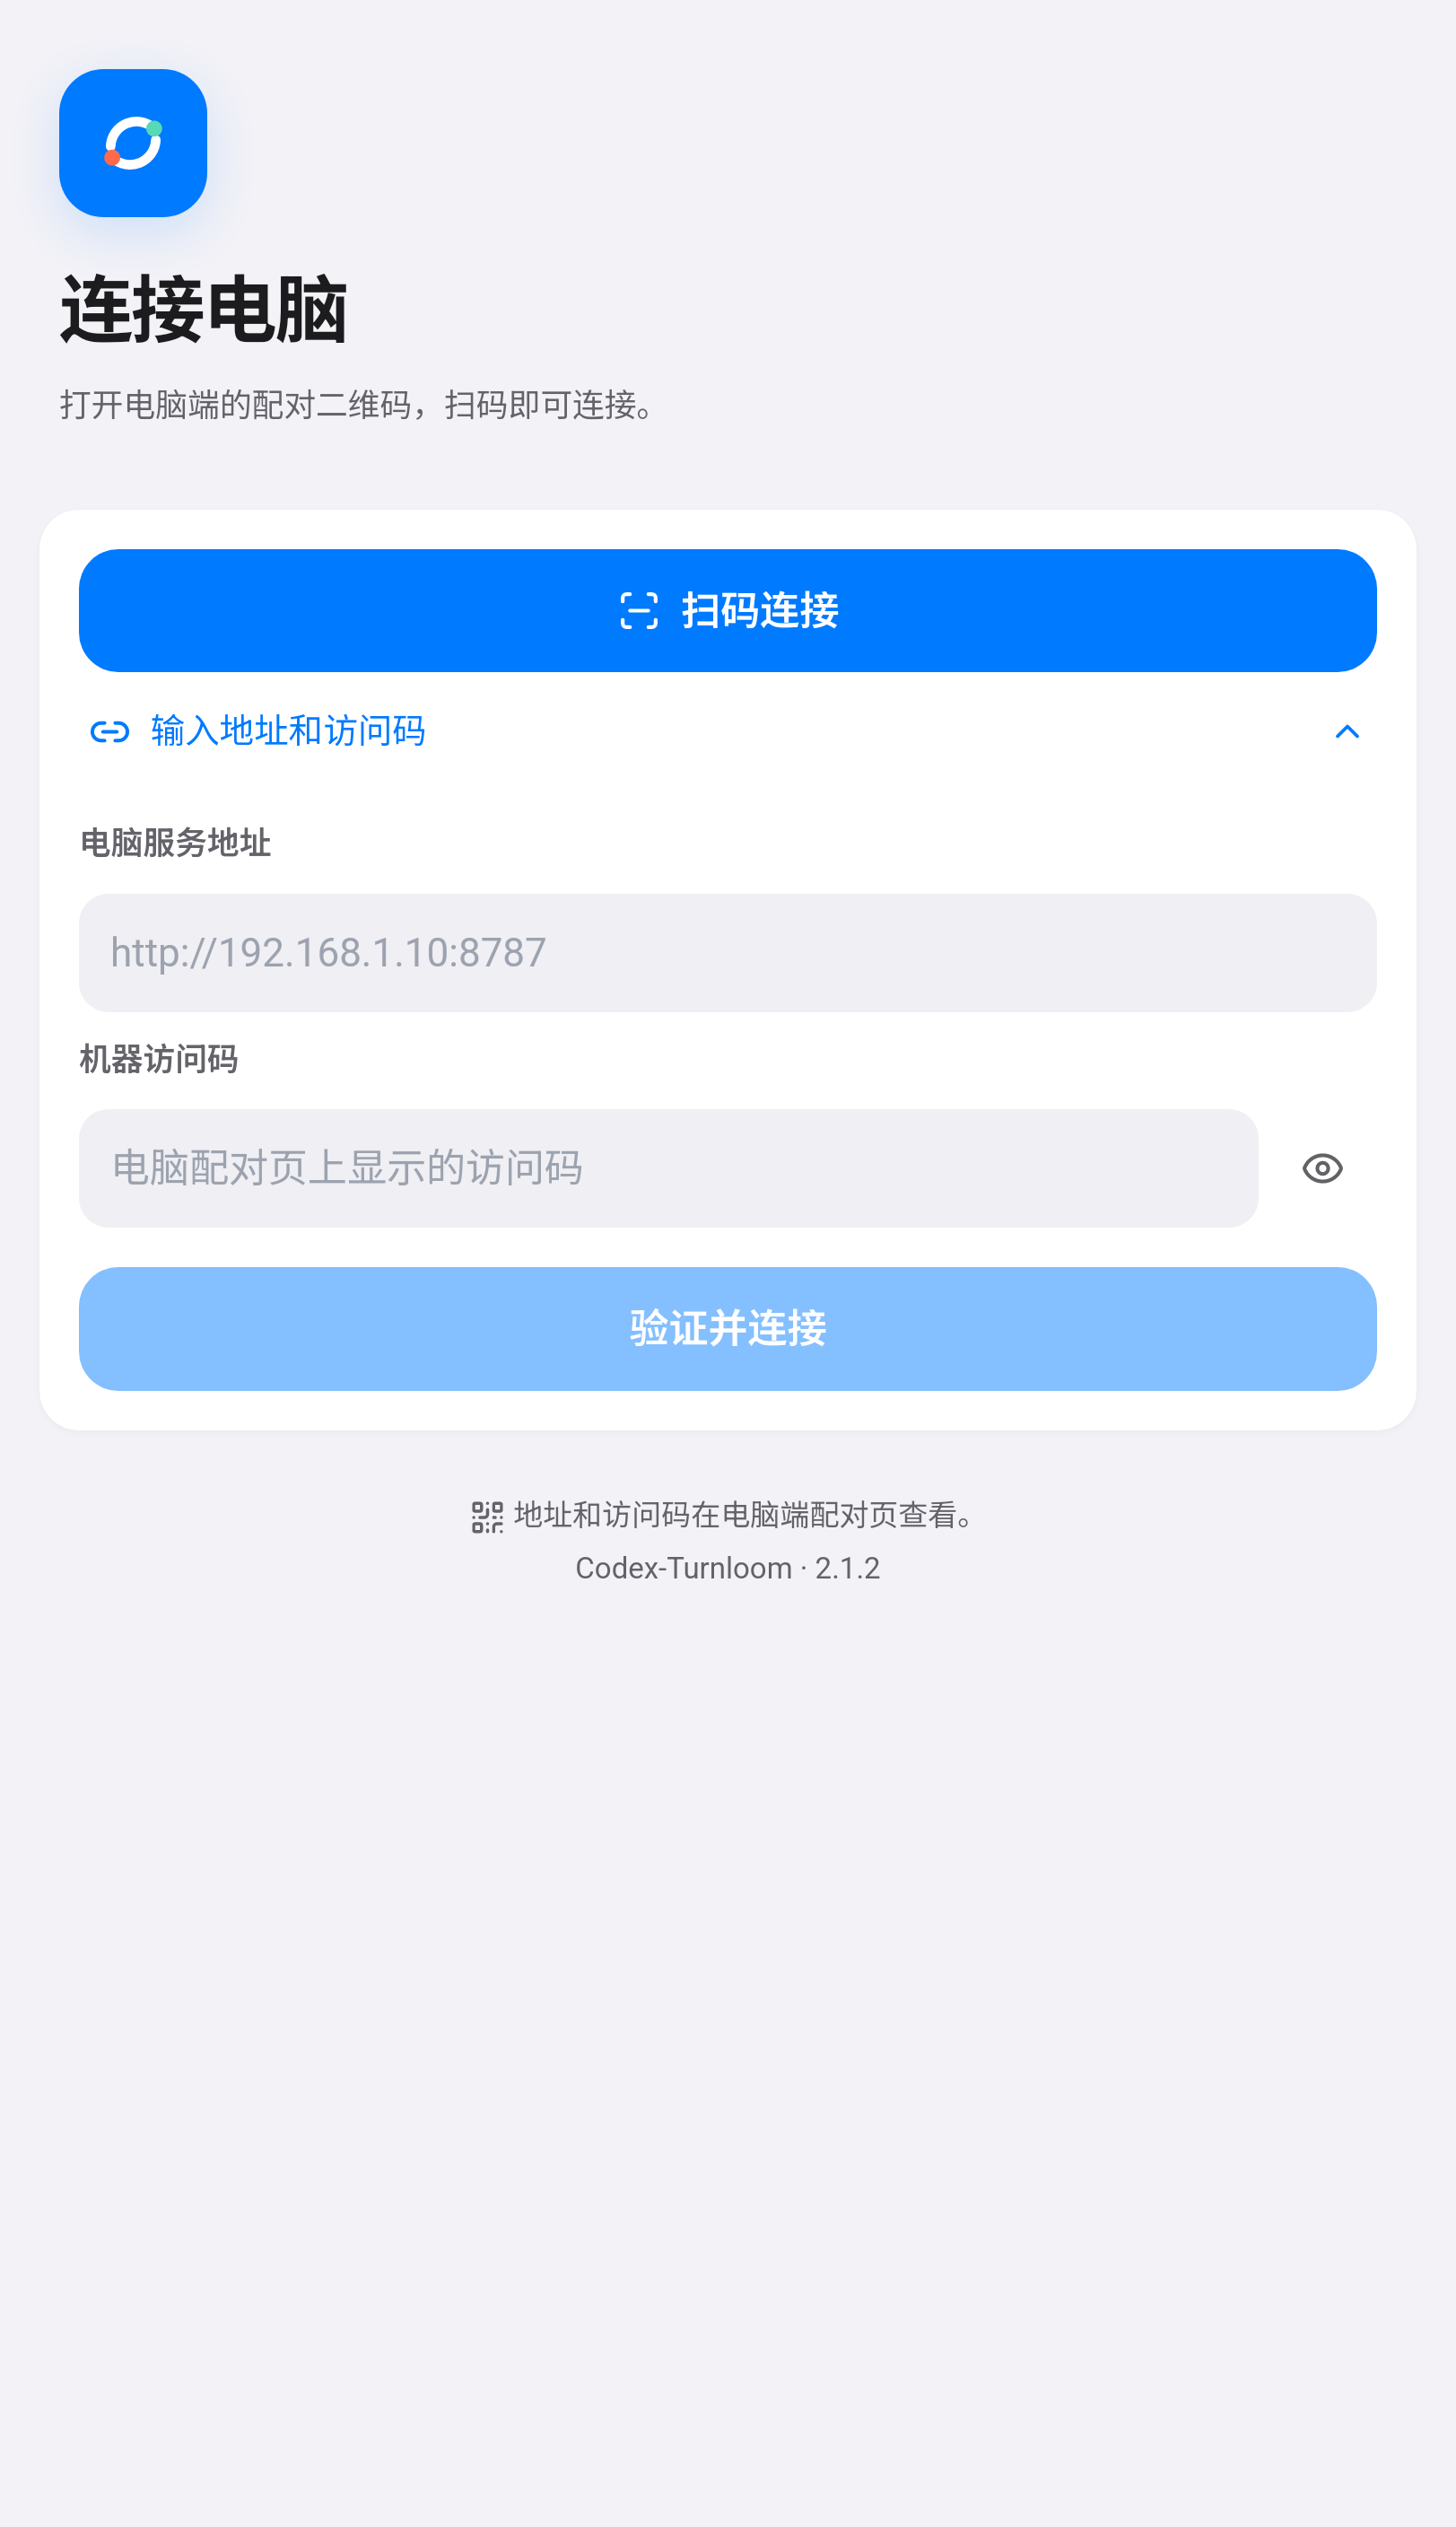 连接电脑
打开电脑端的配对二维码，扫码即可连接。
扫码连接
输入地址和访问码
电脑服务地址
http://192.168.1.10:8787
机器访问码
电脑配对页上显示的访问码
验证并连接
地址和访问码在电脑端配对页查看。
Codex-Turnloom · 2.1.2